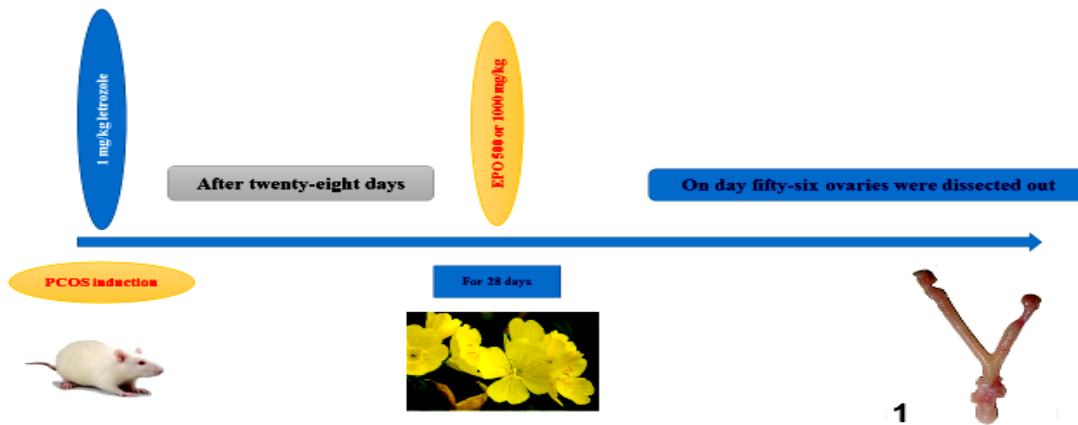 1 mg/kg letrozole
After twenty-eight days
EPO 500 or 1000 mg/kg
On day fifty-six ovaries were dissected out
PCOS induction
For 28 days
1